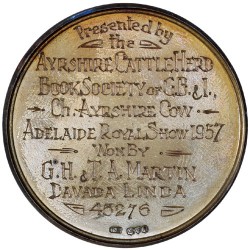 Presented by
the
AYRSHIRE CATTLE HERD
BOOK SOCIETY OF G.B. & I.,
Ch. AYRSHIRE COW
ADELAIDE ROYAL SHOW 1957
WON BY
G.H. & T.A. MARTIN
DAVADA LINDA
45276